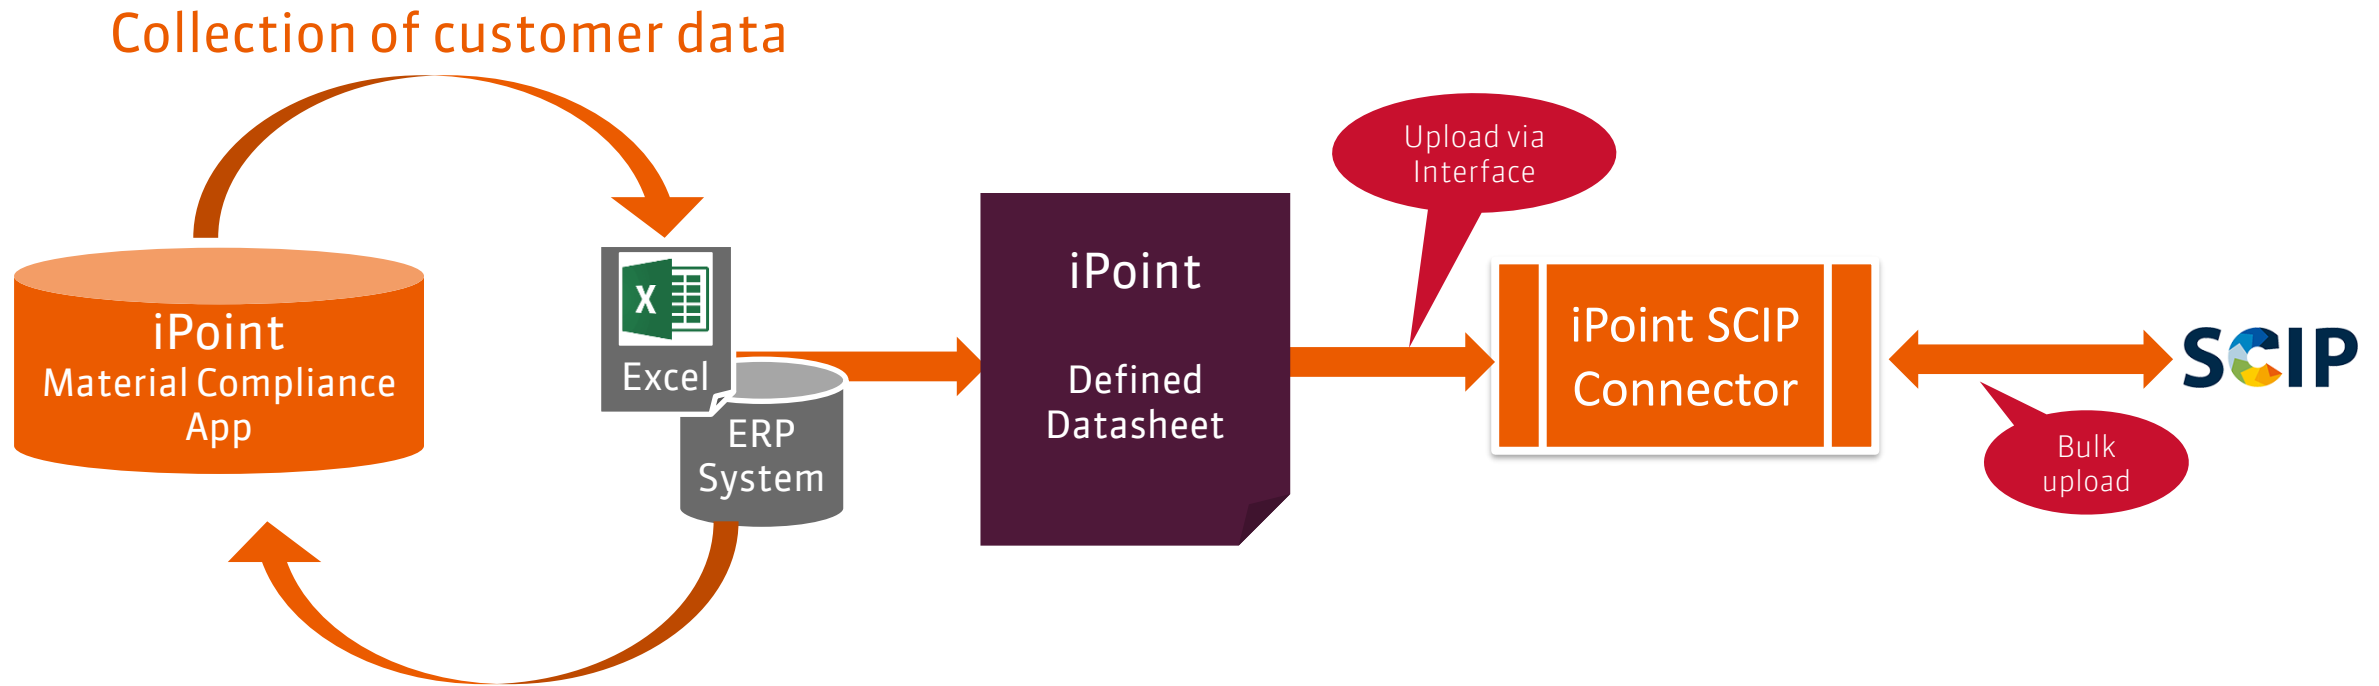 Collection of customer data
iPoint
Material Compliance
App
X
Excel
ERP
System
iPoint
Defined
Datasheet
Upload via
Interface
iPoint SCIP
Connector
Bulk
upload
SCIP